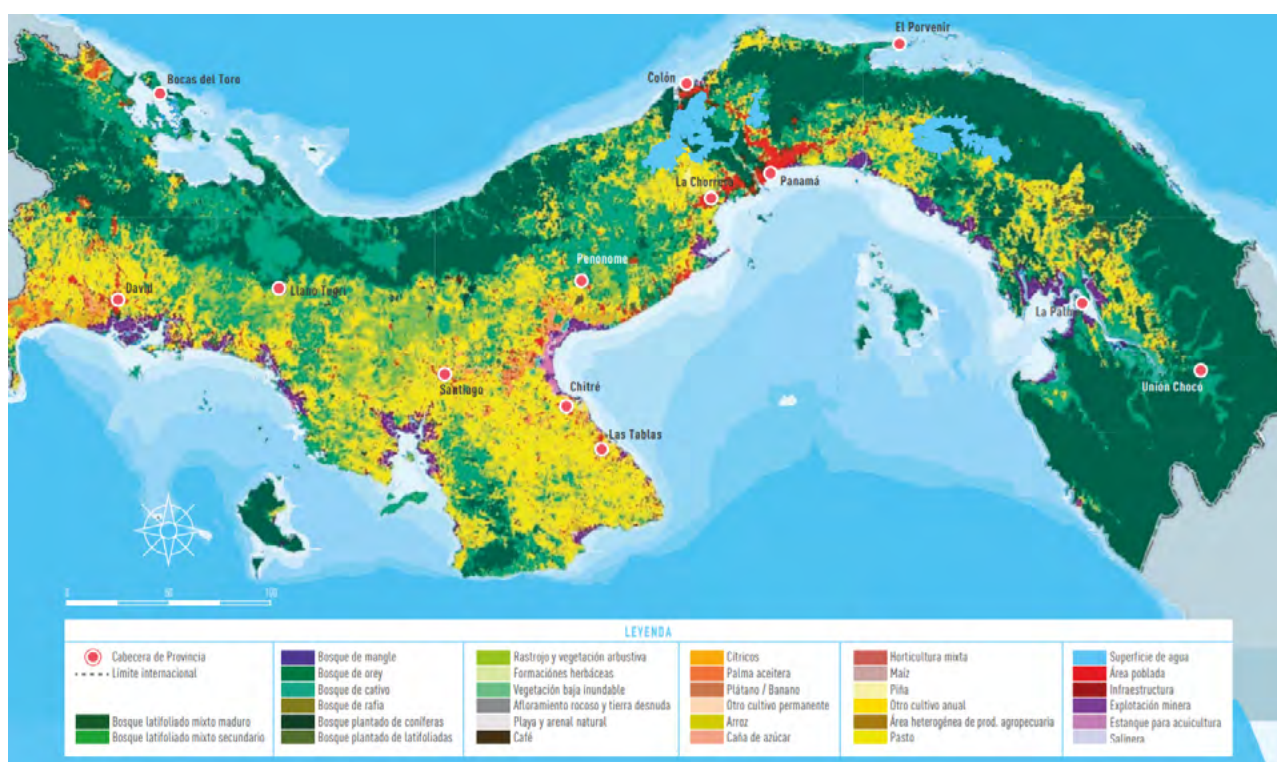 El Porvenir
Bocas del Toro
Colón
Panamá
La Chorrera
Penonome
David
Llano Tugrí
La Palma
Santiago
Unión Chocó
Chitré
Las Tablas
0 50 100
LEYENDA
Cabecera de Provincia
Límite internacional
Bosque latifoliado mixto maduro
Bosque latifoliado mixto secundario
Bosque de mangle
Bosque de orey
Bosque de cativo
Bosque de rafia
Bosque plantado de coníferas
Bosque plantado de latifoliadas
Rastrojo y vegetación arbustiva
Formaciónes herbáceas
Vegetación baja inundable
Afloramiento rocoso y tierra desnuda
Playa y arenal natural
Café
Cítricos
Palma aceitera
Plátano / Banano
Otro cultivo permanente
Arroz
Caña de azúcar
Horticultura mixta
Maíz
Piña
Otro cultivo anual
Área heterogénea de prod. agropecuaria
Pasto
Superficie de agua
Área poblada
Infraestructura
Explotación minera
Estanque para acuicultura
Salinera